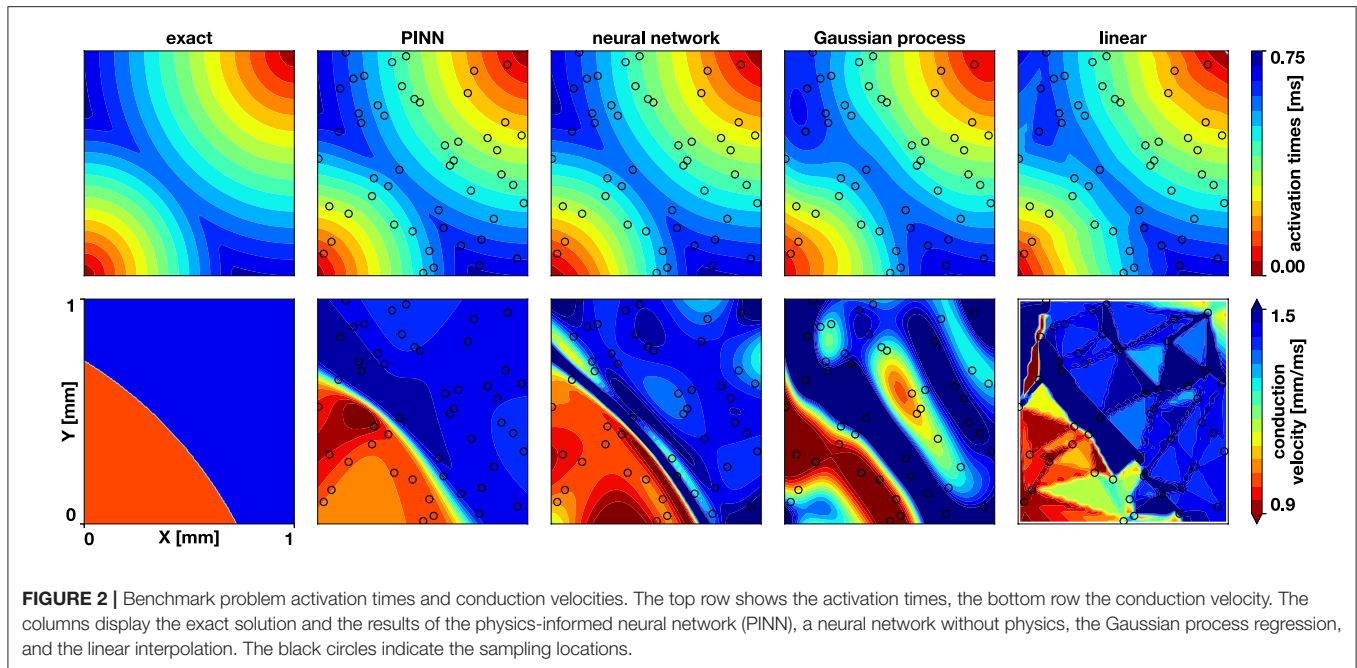 exact PINN neural network Gaussian process linear
0.75
activation times [ms]
0.00
1
Y [mm]
0
0 X [mm] 1
1.5
conduction
velocity [mm/ms]
0.9
FIGURE 2 | Benchmark problem activation times and conduction velocities. The top row shows the activation times, the bottom row the conduction velocity. The
columns display the exact solution and the results of the physics-informed neural network (PINN), a neural network without physics, the Gaussian process regression,
and the linear interpolation. The black circles indicate the sampling locations.